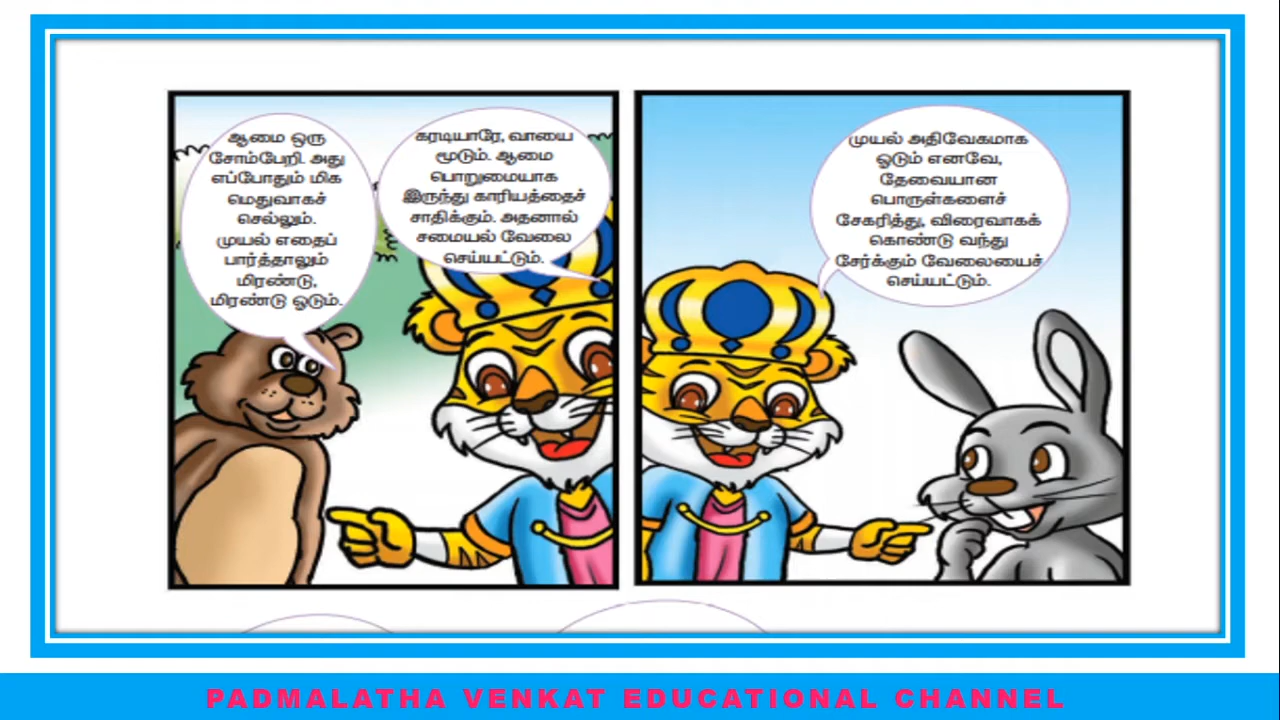 ஆமை ஒரு
சோம்பேறி. அது
எப்போதும் மிக
மெதுவாகச்
செல்லும்.
முயல் எதைப்
பார்த்தாலும்
மிரண்டு,
மிரண்டு ஓடும்.
கரடியாரே, வாயை
மூடும். ஆமை
பொறுமையாக
இருந்து காரியத்தைச்
சாதிக்கும். அதனால்
சமையல் வேலை
செய்யட்டும்.
முயல் அதிவேகமாக
ஓடும் எனவே,
தேவையான
பொருள்களைச்
சேகரித்து, விரைவாகக்
கொண்டு வந்து
சேர்க்கும் வேலையைச்
செய்யட்டும்.
PADMALATHA VENKAT EDUCATIONAL CHANNEL